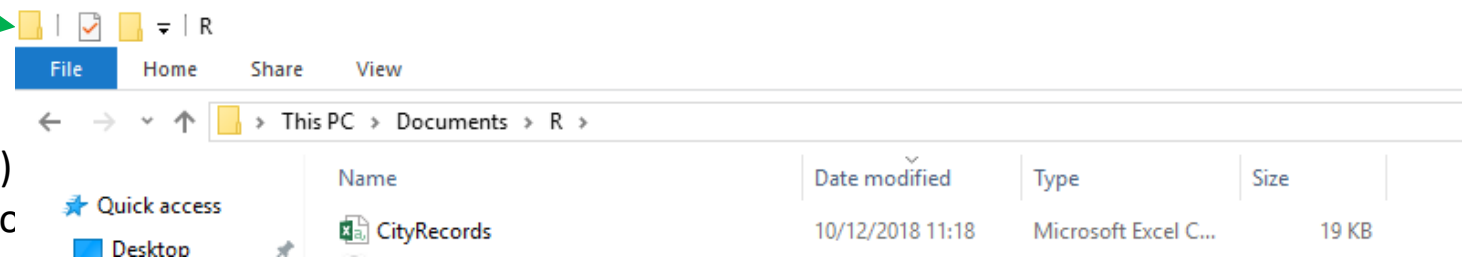 R
File Home Share View
This PC > Documents > R >
)
Name Date modified Type Size
Quick access
CityRecords 10/12/2018 11:18 Microsoft Excel C... 19 KB
Desktop